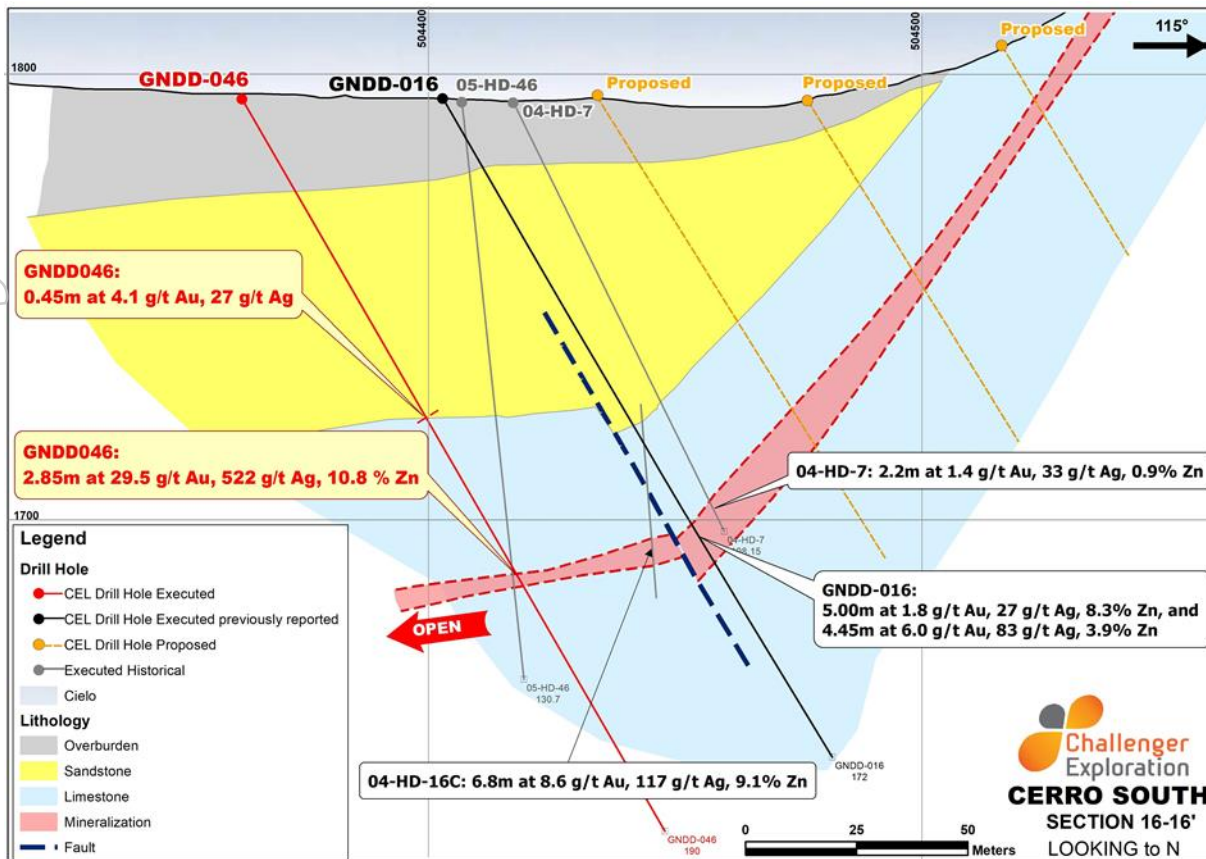 504400
504500
Proposed
115°
1800
GNDD-046
GNDD-016
05-HD-46
04-HD-7
Proposed
Proposed
GNDD046:
0.45m at 4.1 g/t Au, 27 g/t Ag
GNDD046:
2.85m at 29.5 g/t Au, 522 g/t Ag, 10.8 % Zn
04-HD-7: 2.2m at 1.4 g/t Au, 33 g/t Ag, 0.9% Zn
1700
04-HD-7
108.15
GNDD-016:
5.00m at 1.8 g/t Au, 27 g/t Ag, 8.3% Zn, and
4.45m at 6.0 g/t Au, 83 g/t Ag, 3.9% Zn
OPEN
05-HD-46
130.7
04-HD-16C: 6.8m at 8.6 g/t Au, 117 g/t Ag, 9.1% Zn
GNDD-016
172
GNDD-046
190
Legend
Drill Hole
CEL Drill Hole Executed
CEL Drill Hole Executed previously reported
CEL Drill Hole Proposed
Executed Historical
Cielo
Lithology
Overburden
Sandstone
Limestone
Mineralization
Fault
Challenger
Exploration
CERRO SOUTH
SECTION 16-16'
LOOKING to N
0 25 50
Meters